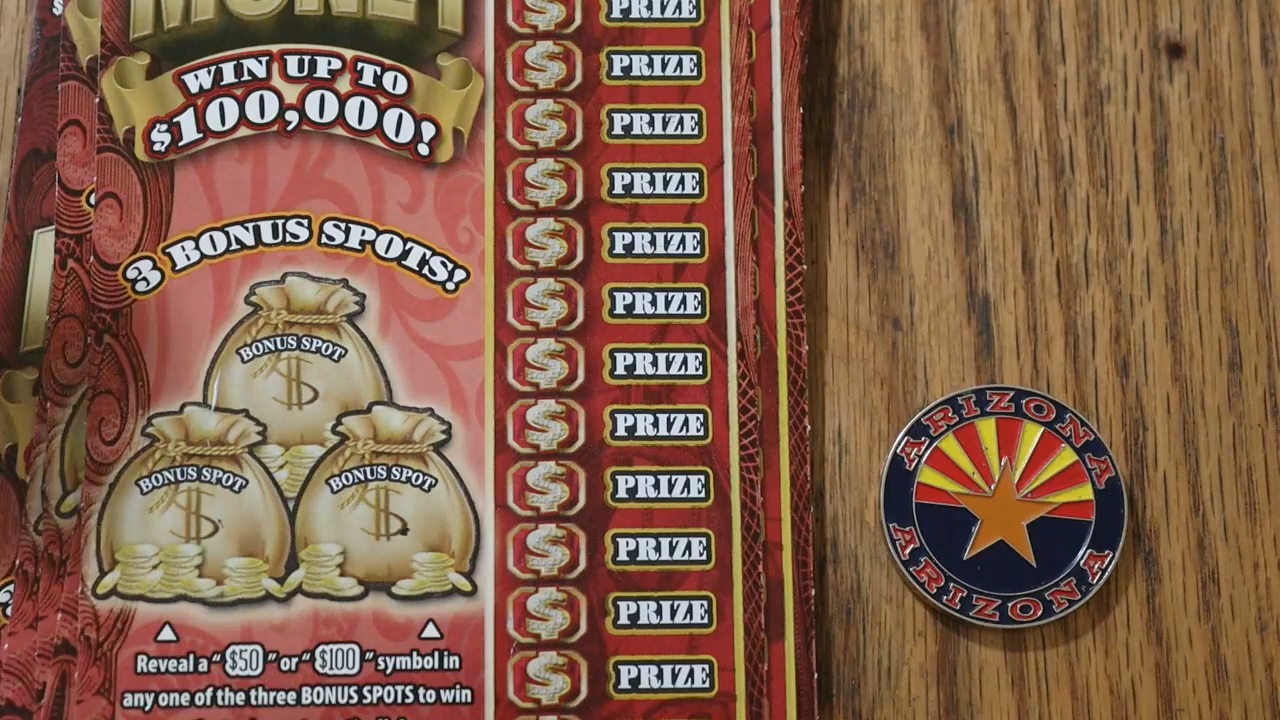 MONEY
WIN UP TO
$100,000!
3 BONUS SPOTS!
BONUS SPOT
BONUS SPOT
BONUS SPOT
Reveal a "$50" or "$100" symbol in
any one of the three BONUS SPOTS to win
$ PRIZE
$ PRIZE
$ PRIZE
$ PRIZE
$ PRIZE
$ PRIZE
$ PRIZE
$ PRIZE
$ PRIZE
$ PRIZE
$ PRIZE
$ PRIZE
ARIZONA
ARIZONA